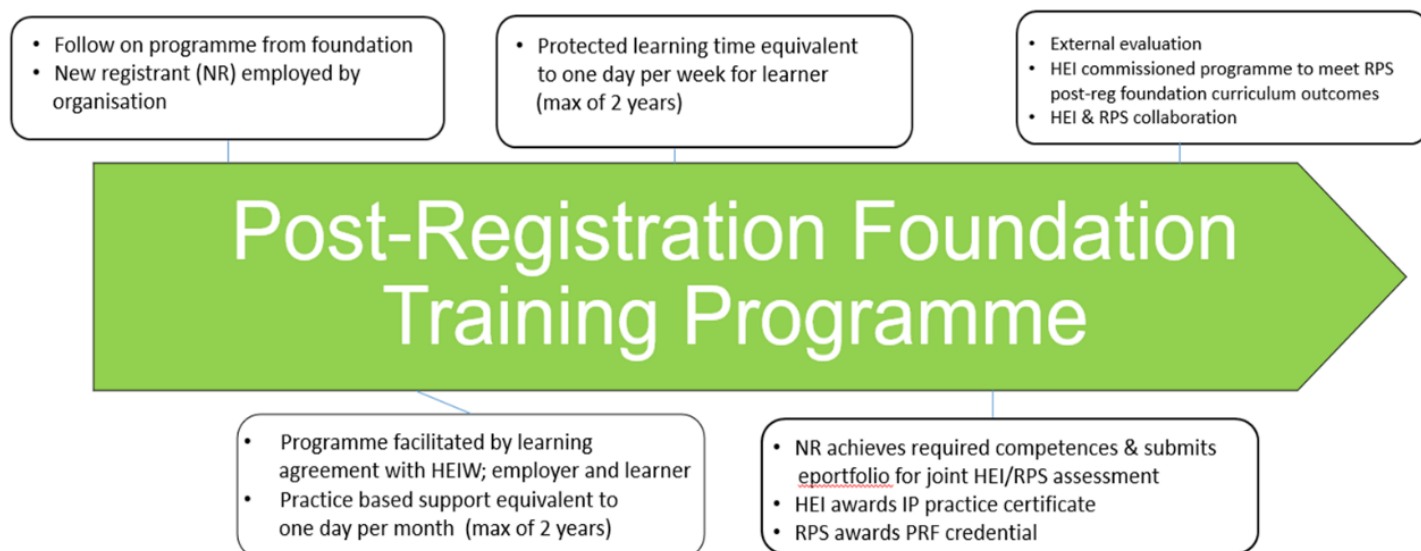 • Follow on programme from foundation
• New registrant (NR) employed by
organisation
• Protected learning time equivalent
to one day per week for learner
(max of 2 years)
• External evaluation
• HEI commissioned programme to meet RPS
post-reg foundation curriculum outcomes
• HEI & RPS collaboration
Post-Registration Foundation
Training Programme
• Programme facilitated by learning
agreement with HEIW; employer and learner
• Practice based support equivalent to
one day per month (max of 2 years)
• NR achieves required competences & submits
eportfolio for joint HEI/RPS assessment
• HEI awards IP practice certificate
• RPS awards PRF credential